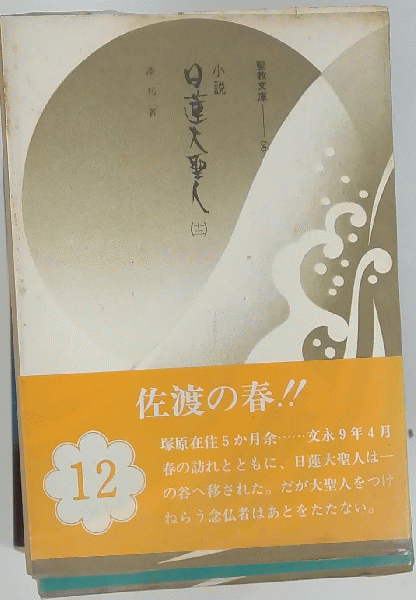 聖教文庫
小説
日蓮大聖人
(十二)
著
佐渡の春!!
12
塚原在住5か月余……文永9年4月
春の訪れとともに、日蓮大聖人は一
の谷へ移された。だが大聖人をつけ
ねらう念仏者はあとをたたない。